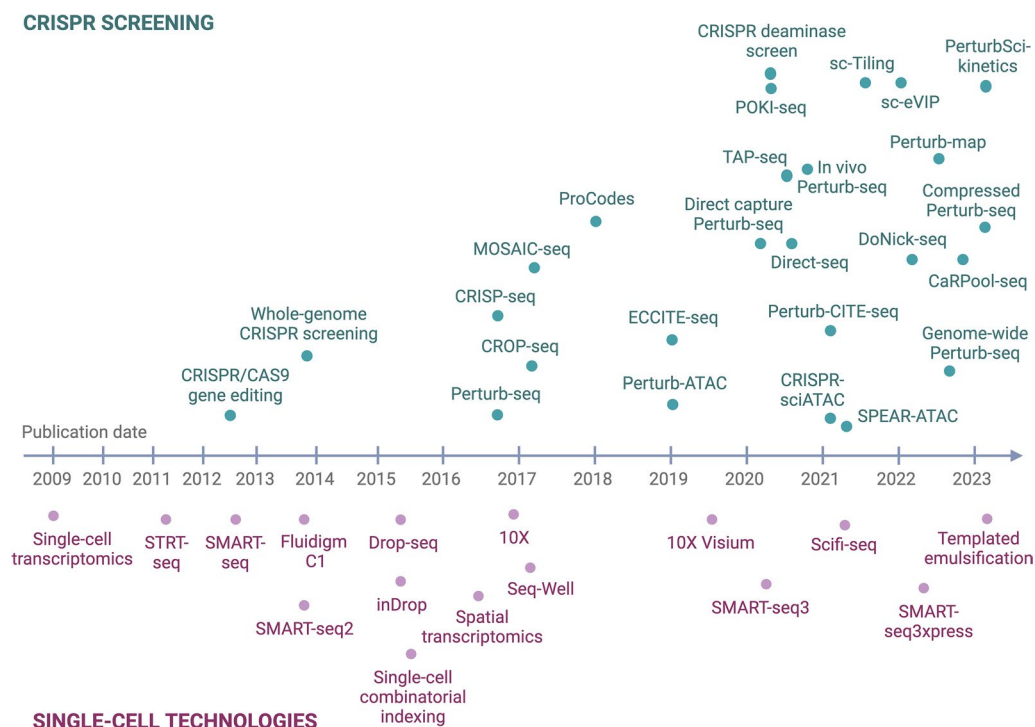 CRISPR SCREENING
CRISPR deaminase
screen
POKI-seq
sc-Tiling
sc-eVIP
PerturbSci-
kinetics
Perturb-map
TAP-seq
In vivo
Perturb-seq
Compressed
Perturb-seq
Direct capture
Perturb-seq
Direct-seq
DoNick-seq
CaRPool-seq
ProCodes
MOSAIC-seq
CRISP-seq
CROP-seq
Perturb-seq
ECCITE-seq
Perturb-ATAC
Perturb-CITE-seq
Genome-wide
Perturb-seq
CRISPR-
sciATAC
SPEAR-ATAC
Whole-genome
CRISPR screening
CRISPR/CAS9
gene editing
Publication date
2009 2010 2011 2012 2013 2014 2015 2016 2017 2018 2019 2020 2021 2022 2023
Single-cell
transcriptomics
STRT-
seq
SMART-
seq
Fluidigm
C1
SMART-seq2
Drop-seq
inDrop
Single-cell
combinatorial
indexing
10X
Seq-Well
Spatial
transcriptomics
10X Visium
SMART-seq3
Scifi-seq
SMART-
seq3xpress
Templated
emulsification
SINGLE-CELL TECHNOLOGIES